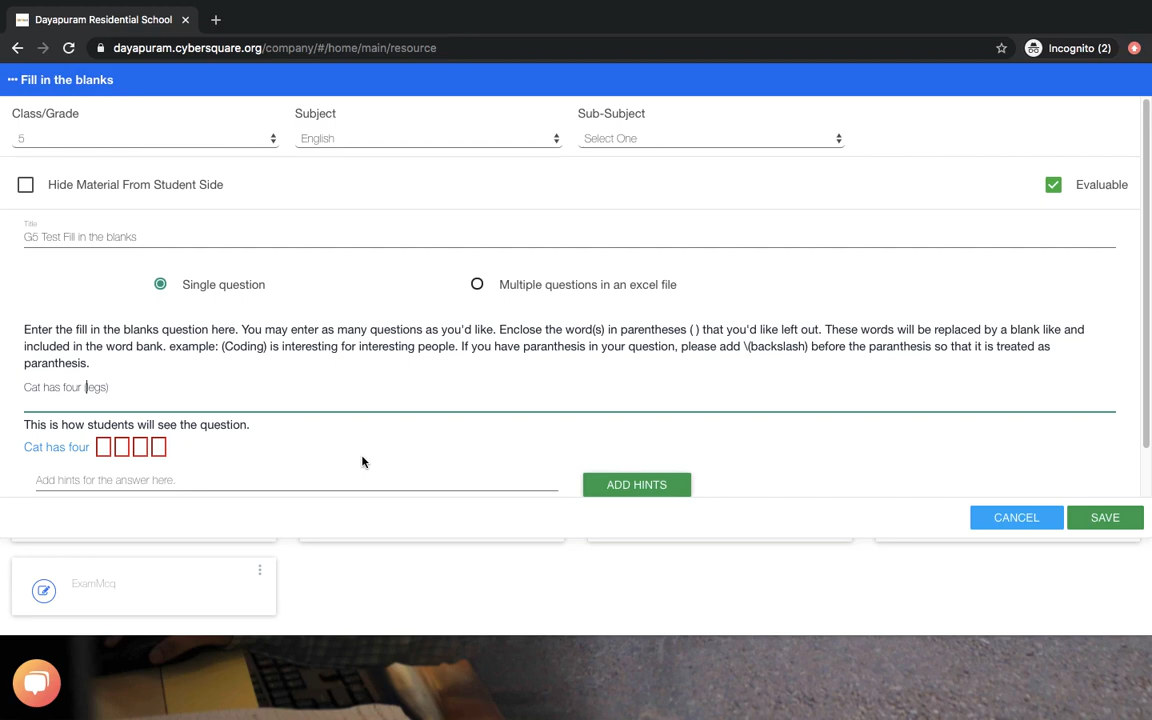 Dayapuram Residential School
dayapuram.cybersquare.org/company/#/home/main/resource
Incognito (2)
Fill in the blanks
Class/Grade
Subject
Sub-Subject
5
English
Select One
Hide Material From Student Side
Evaluable
Title
G5 Test Fill in the blanks
Single question
Multiple questions in an excel file
Enter the fill in the blanks question here. You may enter as many questions as you'd like. Enclose the word(s) in parentheses ( ) that you'd like left out. These words will be replaced by a blank like and
included in the word bank. example: (Coding) is interesting for interesting people. If you have paranthesis in your question, please add \(backslash) before the paranthesis so that it is treated as
paranthesis.
Cat has four (legs)
This is how students will see the question.
Cat has four
Add hints for the answer here.
ADD HINTS
CANCEL
SAVE
ExamMcq